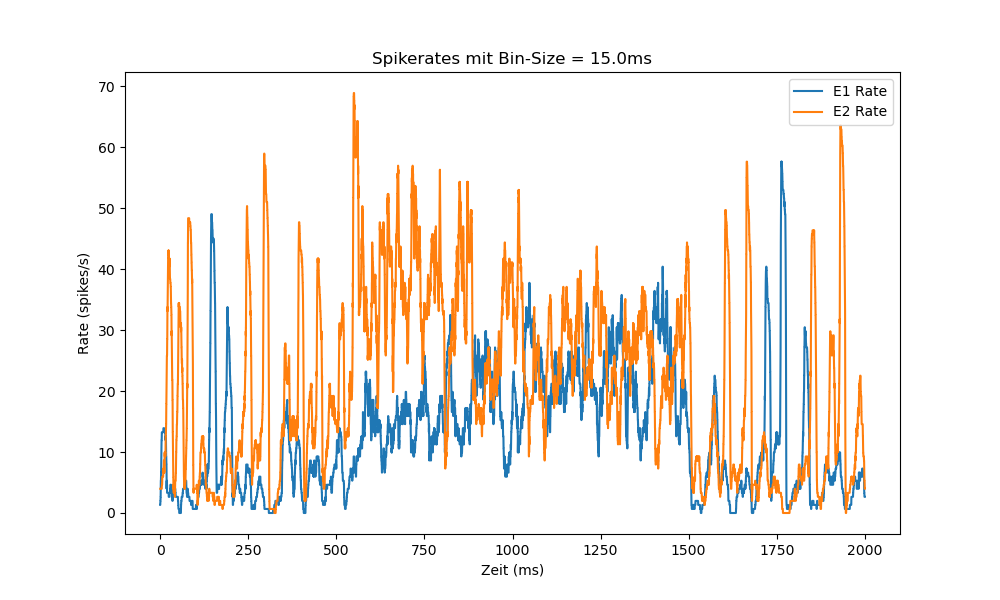 Spikerates mit Bin-Size = 15.0ms
E1 Rate
E2 Rate
Rate (spikes/s)
70
60
50
40
30
20
10
0
0 250 500 750 1000 1250 1500 1750 2000
Zeit (ms)